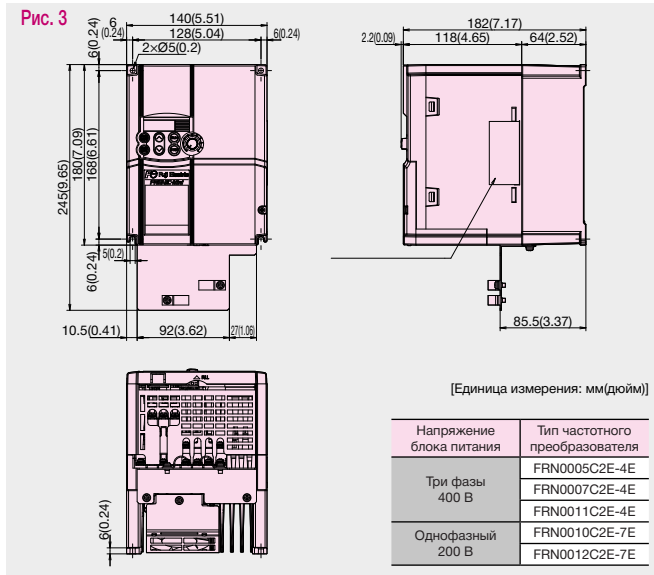 Рис. 3
6
(0.24)
140(5.51)
128(5.04)
6(0.24)
6(0.24)
2×Ø5(0.2)
245(9.65)
180(7.09)
168(6.61)
Fuji Electric
FRENIC-Mini
5(0.2)
6(0.24)
10.5(0.41)
92(3.62)
27(1.06)
182(7.17)
2.2(0.09)
118(4.65)
64(2.52)
85.5(3.37)
6(0.24)
[Единица измерения: мм(дюйм)]
Напряжение блока питания
Тип частотного преобразователя
Три фазы 400 В
FRN0005C2E-4E
FRN0007C2E-4E
FRN0011C2E-4E
Однофазный 200 В
FRN0010C2E-7E
FRN0012C2E-7E